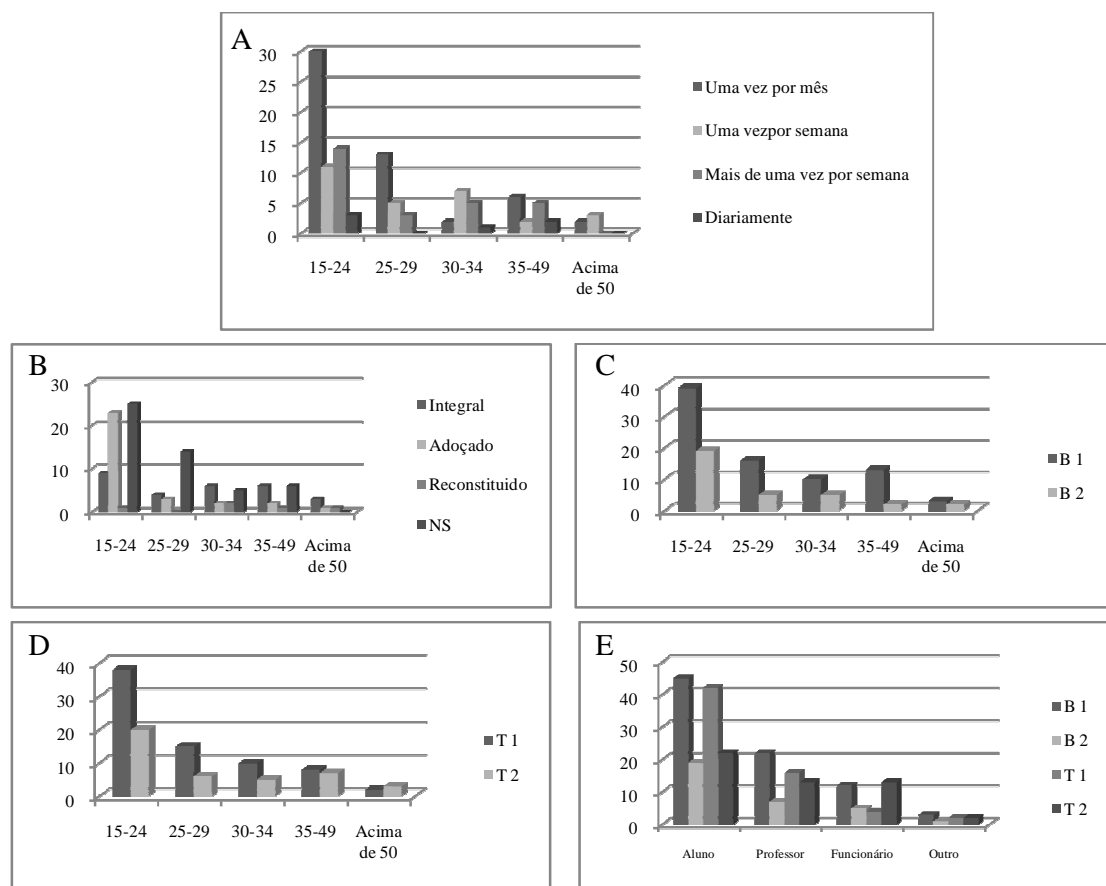 A
30
25
20
15
10
5
0
15-24 25-29 30-34 35-49 Acima
de 50
Uma vez por mês
Uma vezpor semana
Mais de uma vez por semana
Diariamente
B
30
20
10
0
15-24 25-29 30-34 35-49 Acima
de 50
Integral
Adoçado
Reconstituido
NS
C
40
30
20
10
0
15-24 25-29 30-34 35-49 Acima
de 50
B 1
B 2
D
40
30
20
10
0
15-24 25-29 30-34 35-49 Acima
de 50
T 1
T 2
E
50
40
30
20
10
0
Aluno Professor Funcionário Outro
B 1
B 2
T 1
T 2